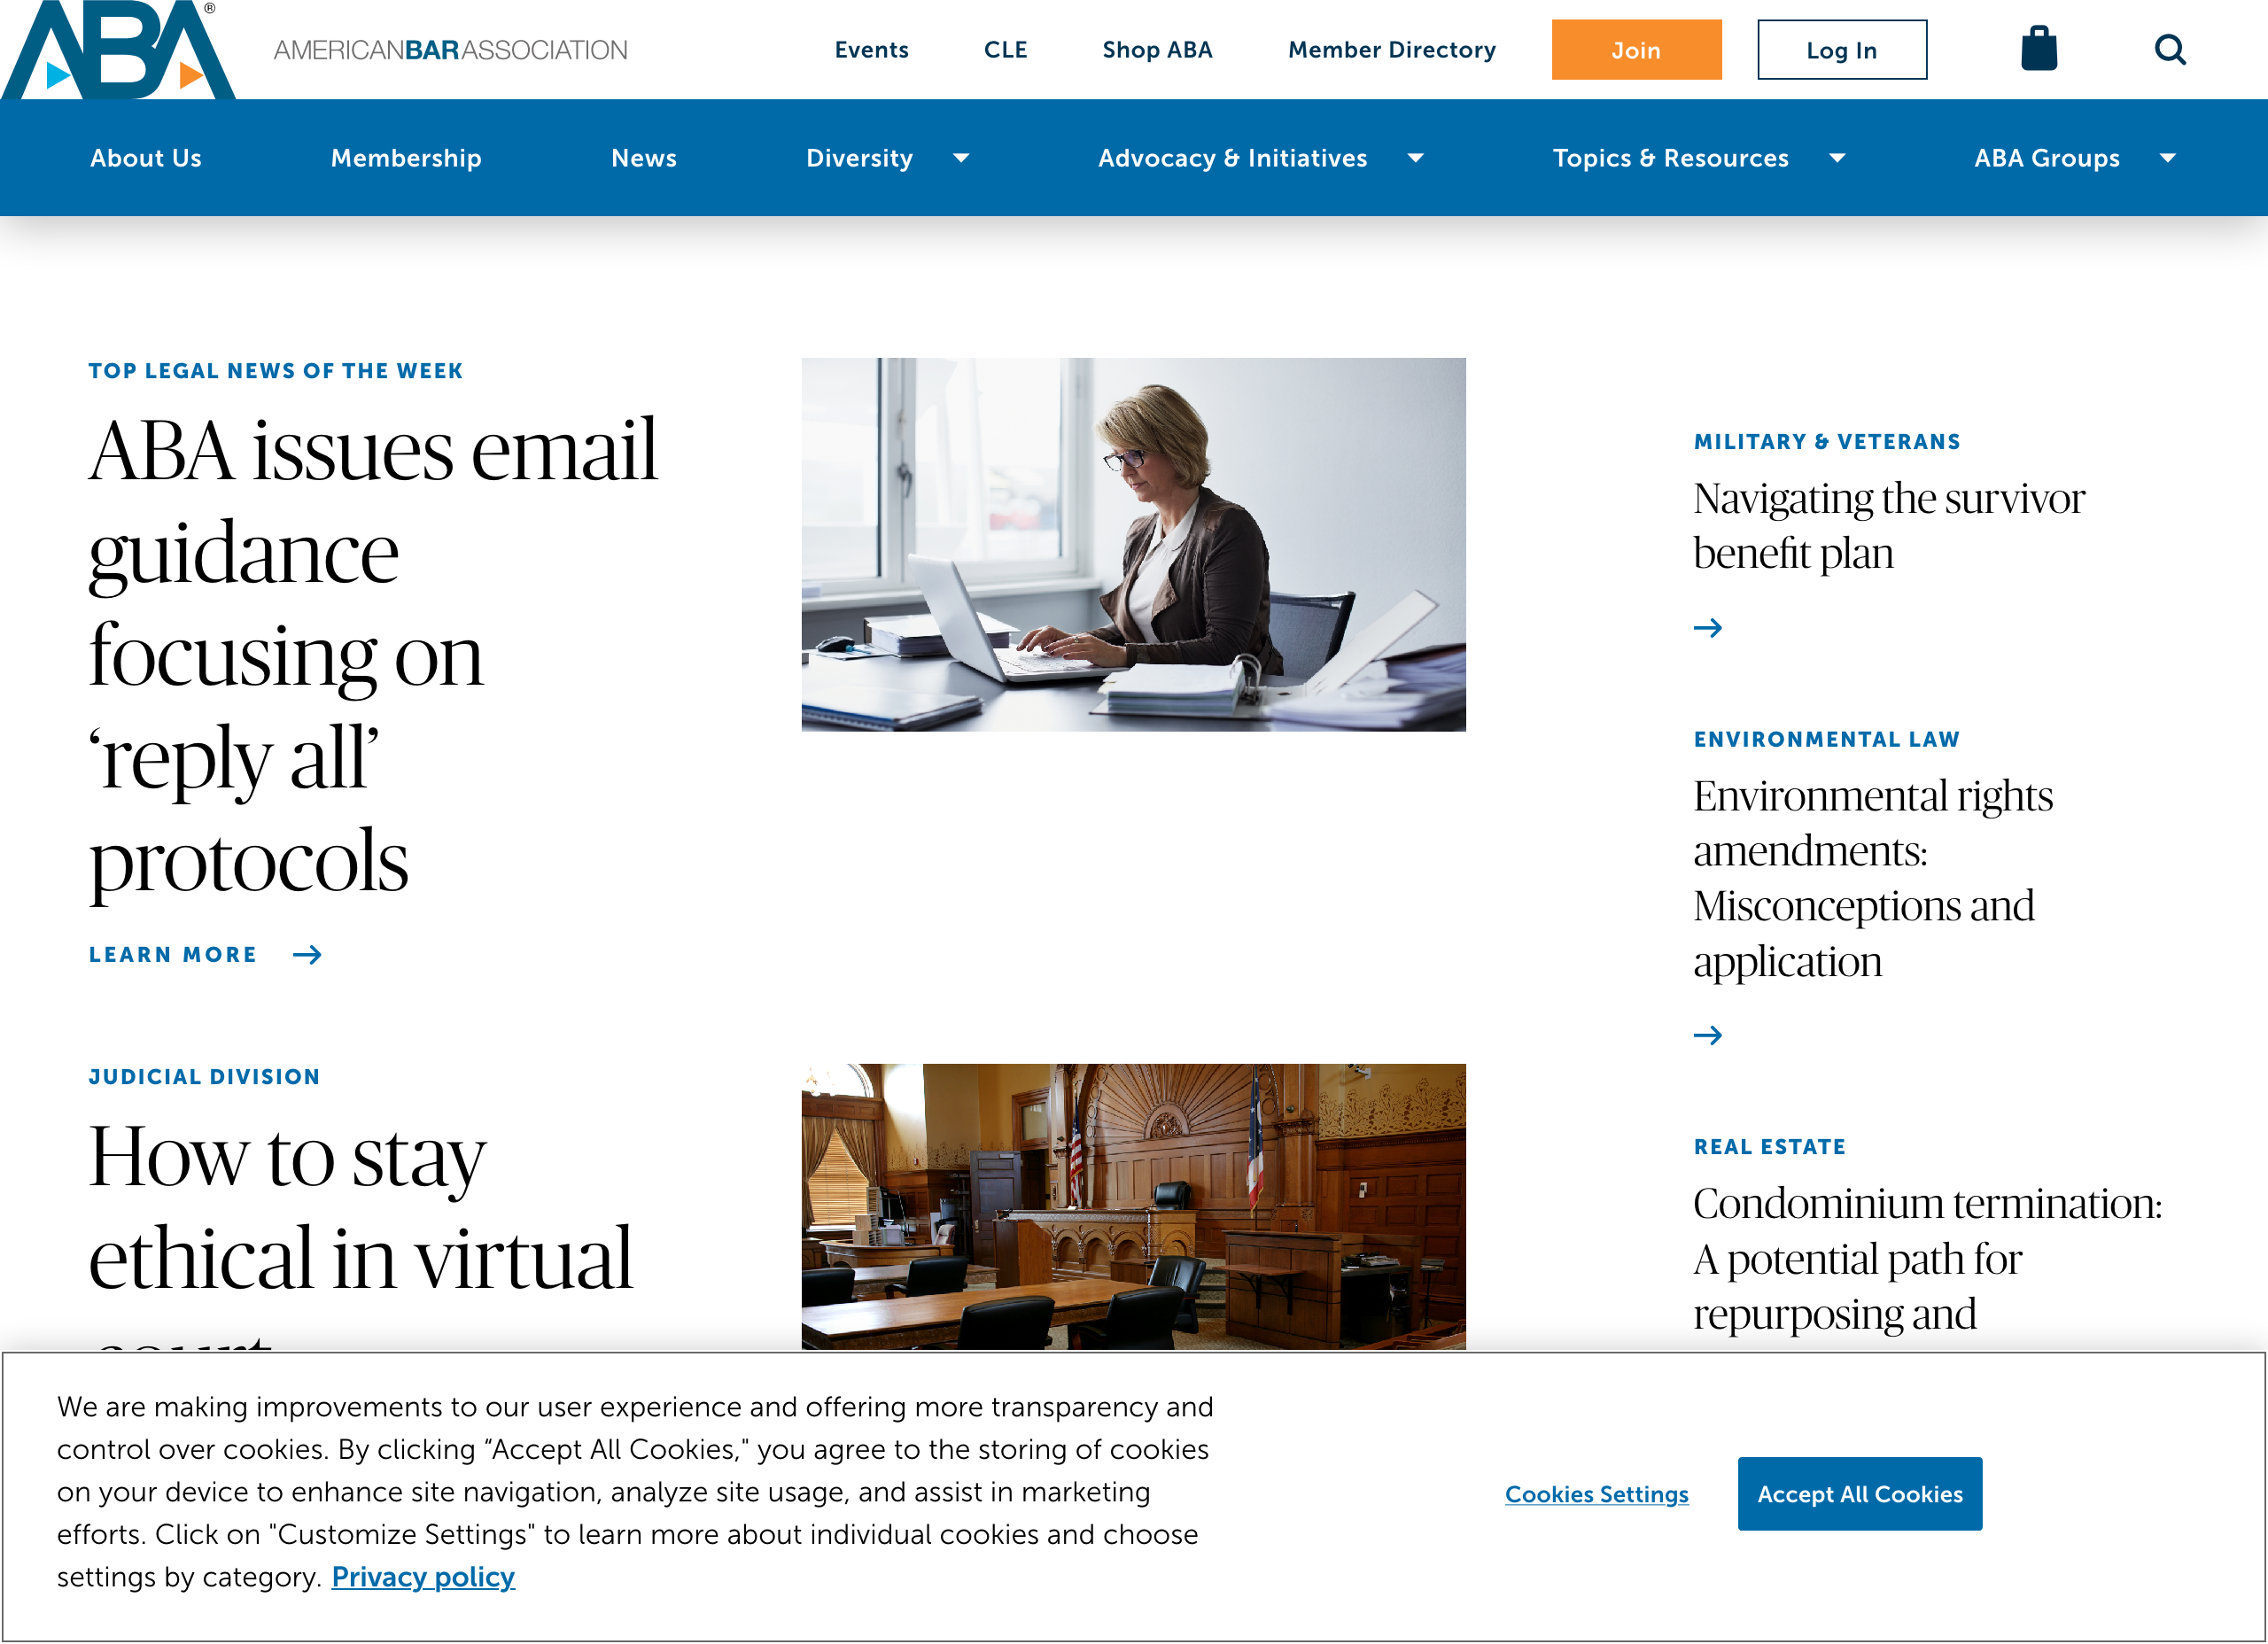 ABA®
AMERICANBARASSOCIATION
Events CLE Shop ABA Member Directory Join Log In
About Us Membership News Diversity Advocacy & Initiatives Topics & Resources ABA Groups
TOP LEGAL NEWS OF THE WEEK
ABA issues email
guidance
focusing on
‘reply all’
protocols
LEARN MORE
JUDICIAL DIVISION
How to stay
ethical in virtual
court
MILITARY & VETERANS
Navigating the survivor
benefit plan
ENVIRONMENTAL LAW
Environmental rights
amendments:
Misconceptions and
application
REAL ESTATE
Condominium termination:
A potential path for
repurposing and
We are making improvements to our user experience and offering more transparency and
control over cookies. By clicking “Accept All Cookies," you agree to the storing of cookies
on your device to enhance site navigation, analyze site usage, and assist in marketing
efforts. Click on "Customize Settings" to learn more about individual cookies and choose
settings by category. Privacy policy
Cookies Settings
Accept All Cookies